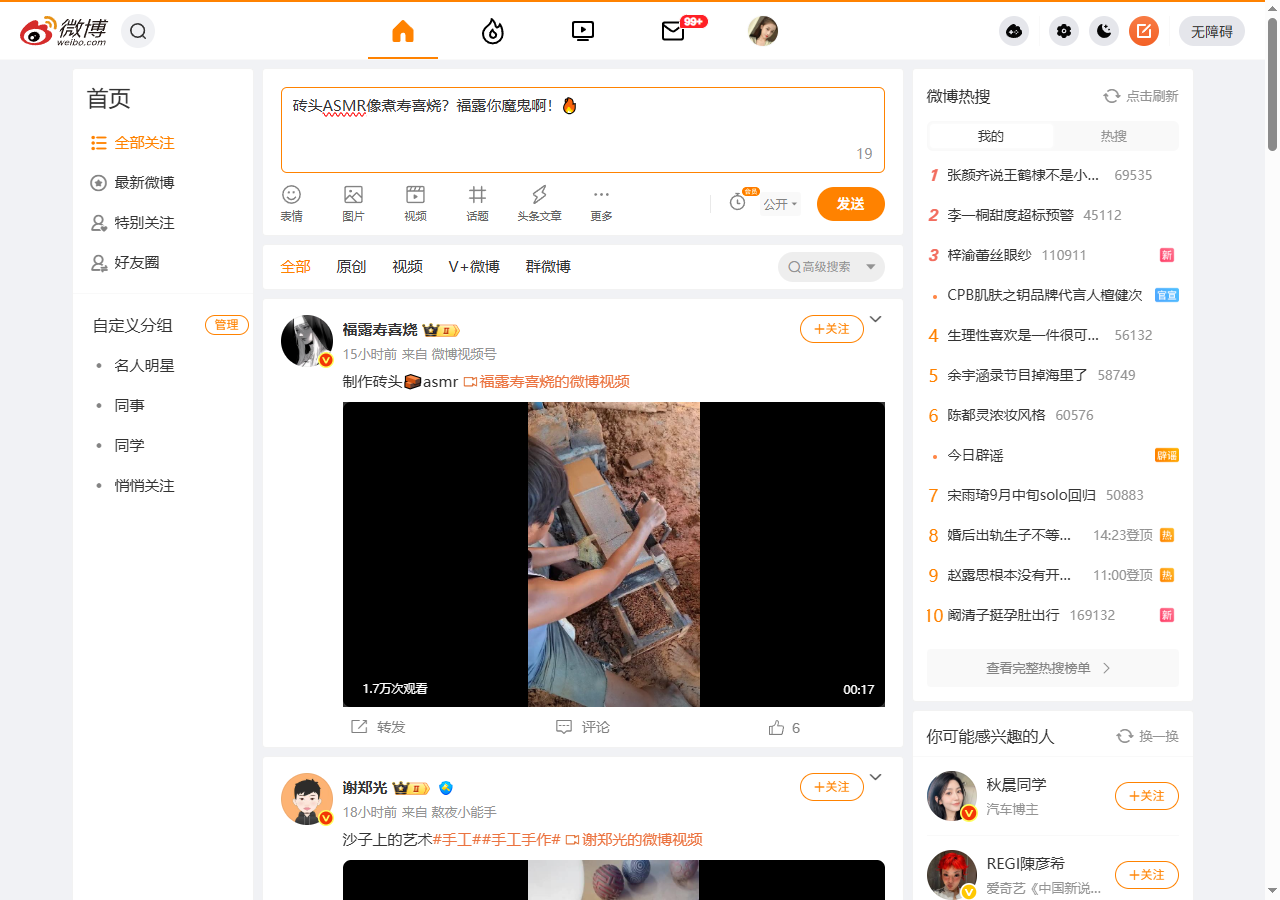 微博
weibo.com
99+
无障碍
首页
全部关注
最新微博
特别关注
好友圈
自定义分组
管理
名人明星
同事
同学
悄悄关注
砖头ASMR像煮寿喜烧？福露你魔鬼啊！🔥
19
表情
图片
视频
话题
头条文章
更多
会员
公开
发送
全部
原创
视频
V+微博
群微博
高级搜索
福露寿喜烧
II
+关注
15小时前 来自 微博视频号
制作砖头🧱asmr 福露寿喜烧的微博视频
1.7万次观看
00:17
转发
评论
6
谢郑光
II
+关注
18小时前 来自 熬夜小能手
沙子上的艺术#手工##手工手作# 谢郑光的微博视频
微博热搜
点击刷新
我的
热搜
1 张颜齐说王鹤棣不是小... 69535
2 李一桐甜度超标预警 45112
3 梓渝蕾丝眼纱 110911 新
• CPB肌肤之钥品牌代言人檀健次 官宣
4 生理性喜欢是一件很可... 56132
5 余宇涵录节目掉海里了 58749
6 陈都灵浓妆风格 60576
• 今日辟谣 辟谣
7 宋雨琦9月中旬solo回归 50883
8 婚后出轨生子不等... 14:23登顶 热
9 赵露思根本没有开... 11:00登顶 热
10 阚清子挺孕肚出行 169132 新
查看完整热搜榜单
你可能感兴趣的人
换一换
秋晨同学
汽车博主
+关注
REGI陳彦希
爱奇艺《中国新说...
+关注